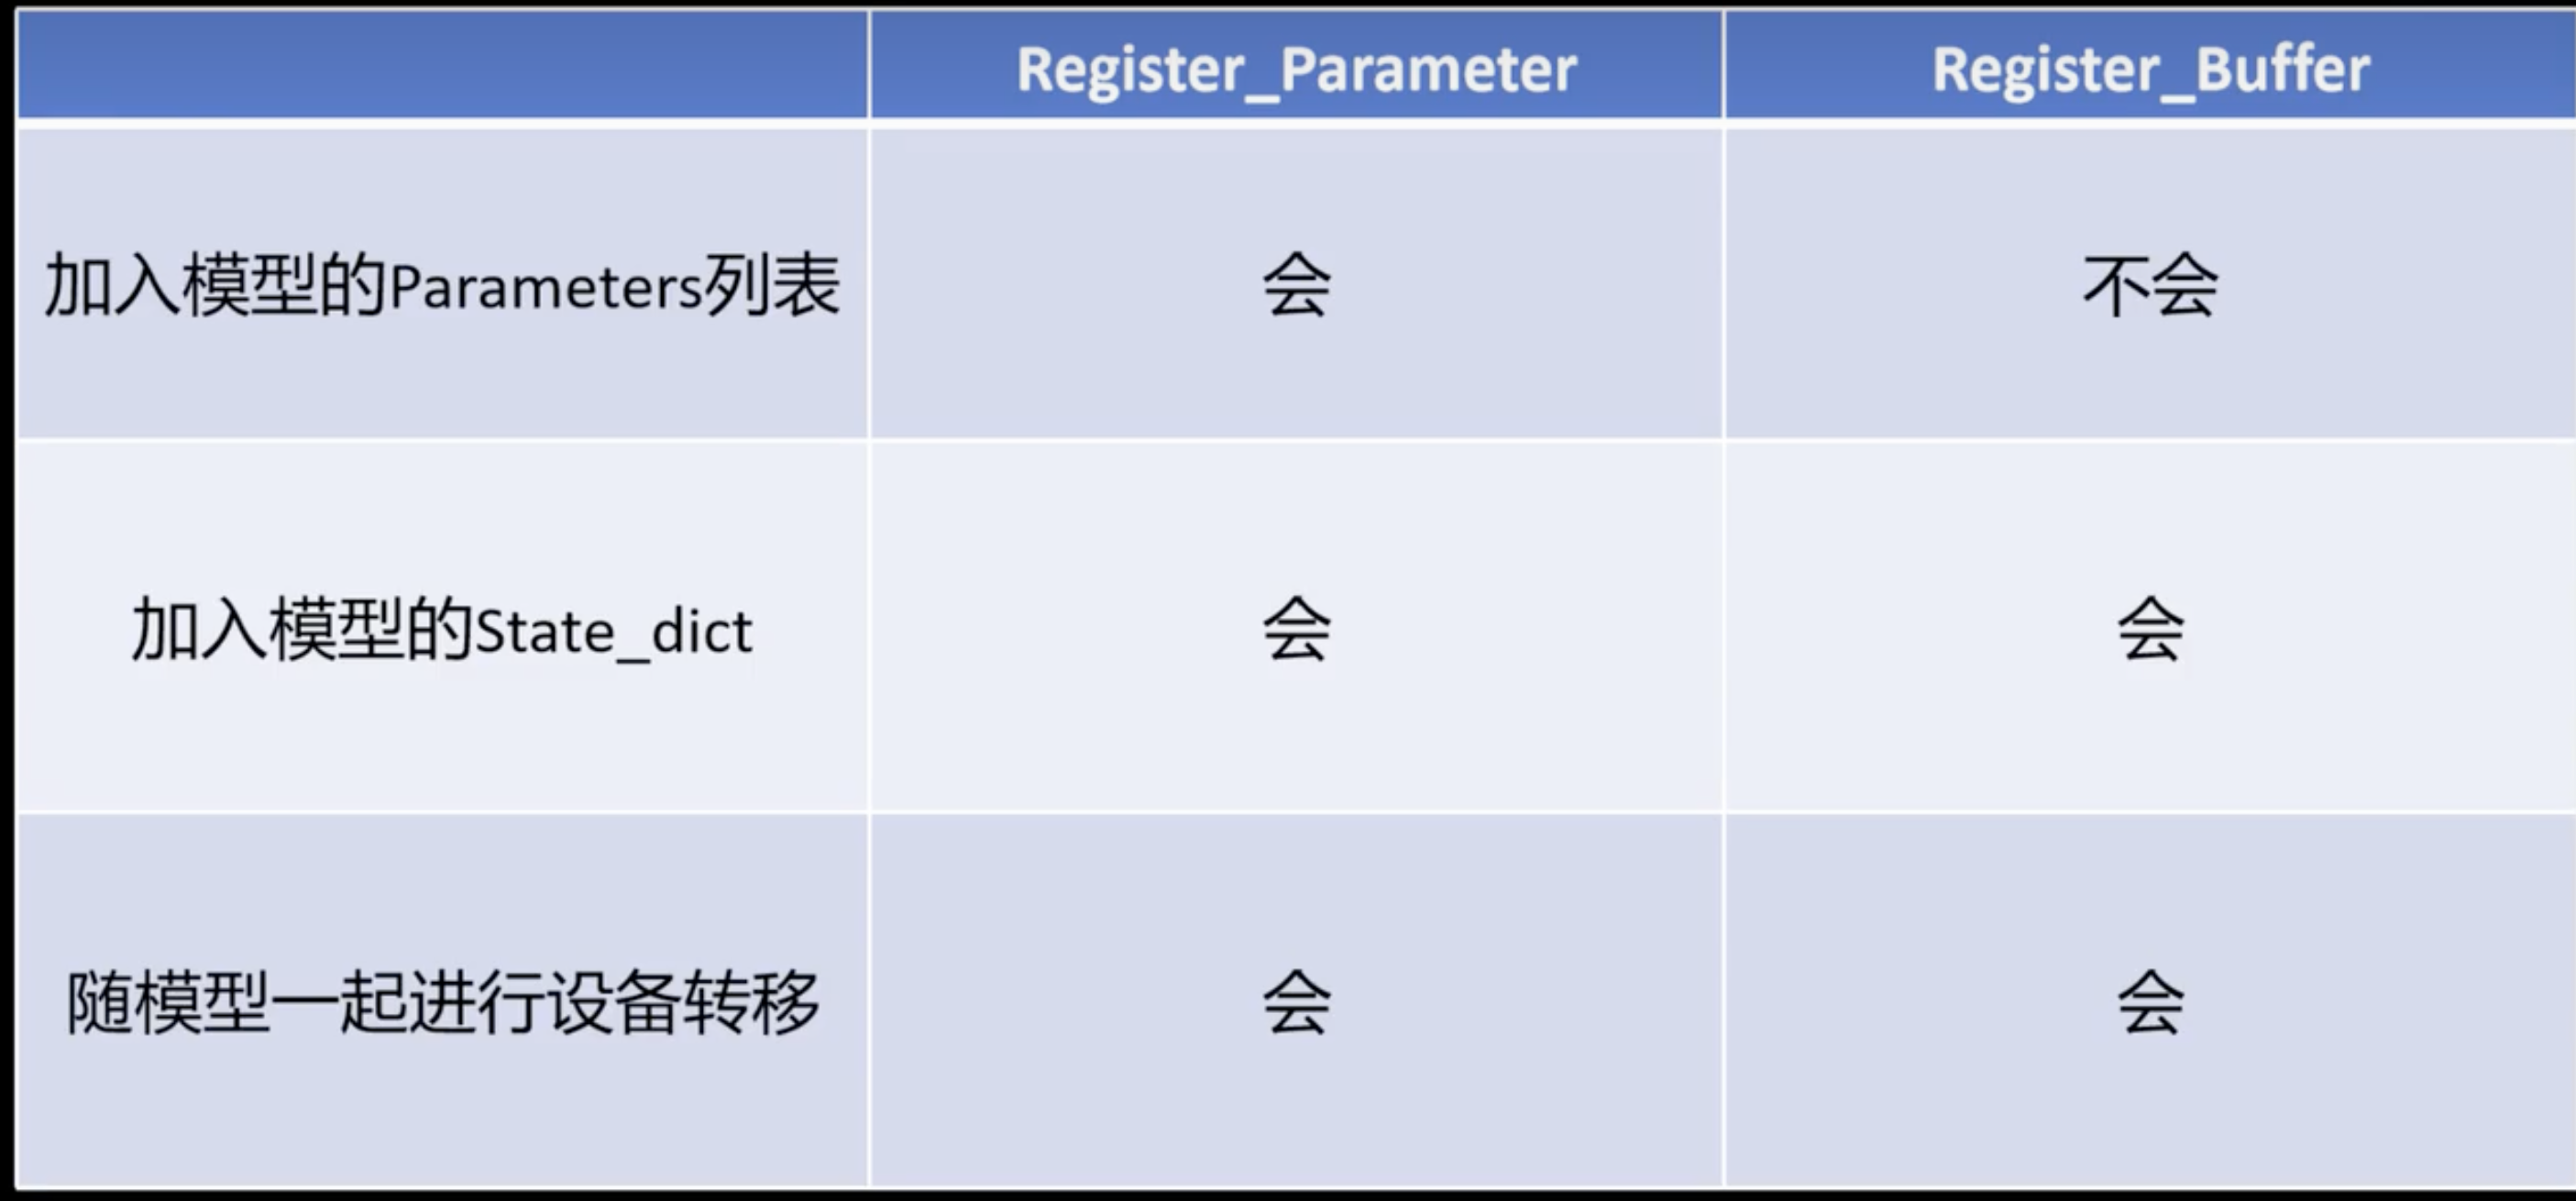 Register_Parameter Register_Buffer
加入模型的Parameters列表 会 不会
加入模型的State_dict 会 会
随模型一起进行设备转移 会 会